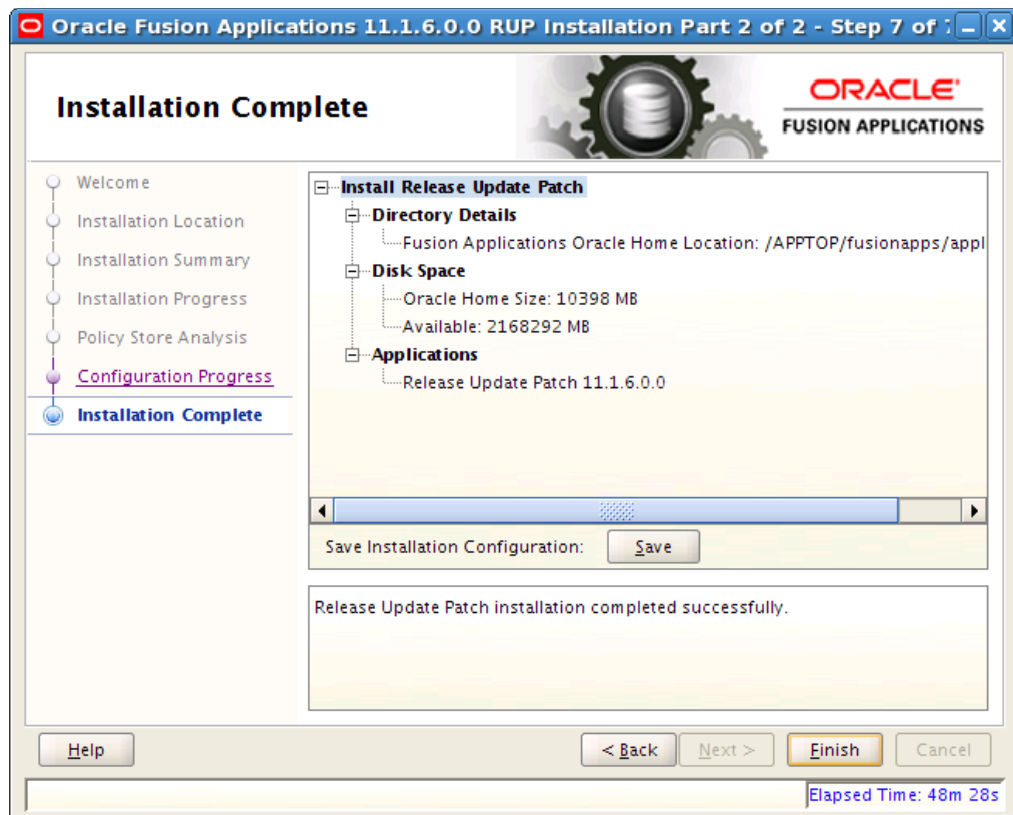 Oracle Fusion Applications 11.1.6.0.0 RUP Installation Part 2 of 2 - Step 7 of
Installation Complete
ORACLE
FUSION APPLICATIONS
Welcome
Installation Location
Installation Summary
Installation Progress
Policy Store Analysis
Configuration Progress
Installation Complete
Install Release Update Patch
Directory Details
Fusion Applications Oracle Home Location: /APPTOP/fusionapps/appl
Disk Space
Oracle Home Size: 10398 MB
Available: 2168292 MB
Applications
Release Update Patch 11.1.6.0.0
Save Installation Configuration: Save
Release Update Patch installation completed successfully.
Help < Back Next > Finish Cancel
Elapsed Time: 48m 28s